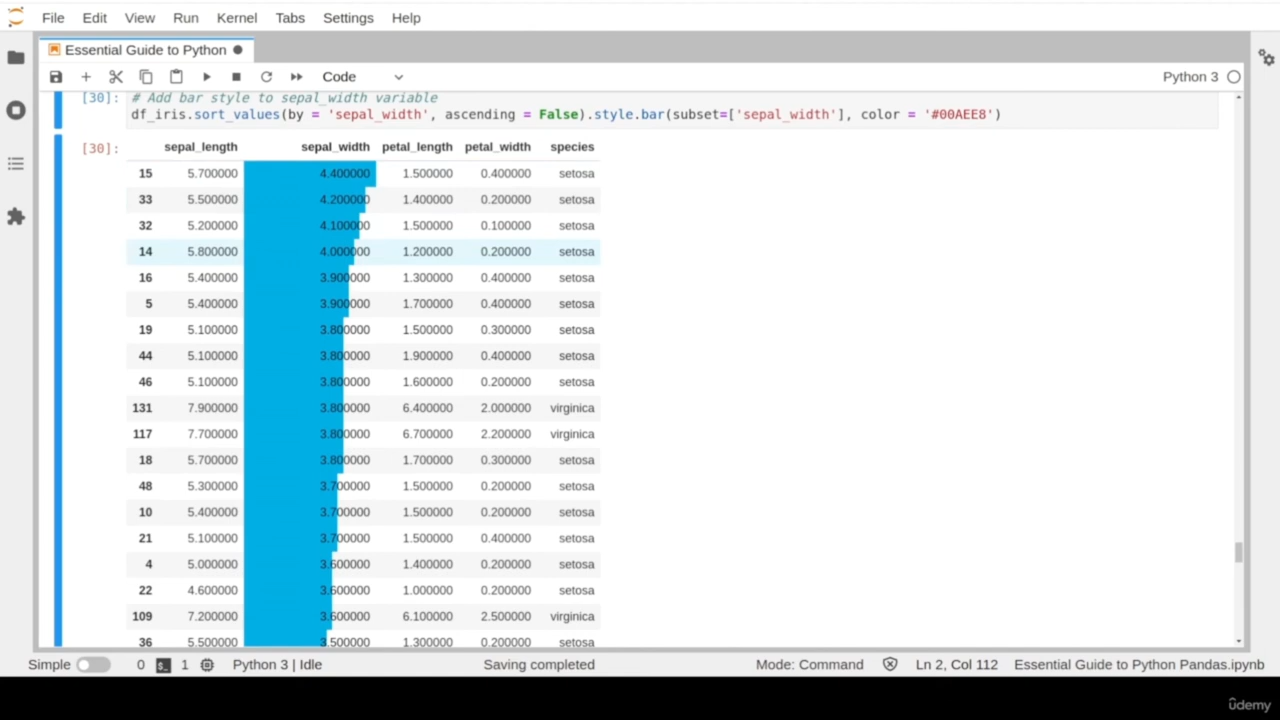 File Edit View Run Kernel Tabs Settings Help
Essential Guide to Python
Code Python 3
[30]: # Add bar style to sepal_width variable
df_iris.sort_values(by = 'sepal_width', ascending = False).style.bar(subset=['sepal_width'], color = '#00AEE8')
[30]: sepal_length sepal_width petal_length petal_width species
15 5.700000 4.400000 1.500000 0.400000 setosa
33 5.500000 4.200000 1.400000 0.200000 setosa
32 5.200000 4.100000 1.500000 0.100000 setosa
14 5.800000 4.000000 1.200000 0.200000 setosa
16 5.400000 3.900000 1.300000 0.400000 setosa
5 5.400000 3.900000 1.700000 0.400000 setosa
19 5.100000 3.800000 1.500000 0.300000 setosa
44 5.100000 3.800000 1.900000 0.400000 setosa
46 5.100000 3.800000 1.600000 0.200000 setosa
131 7.900000 3.800000 6.400000 2.000000 virginica
117 7.700000 3.800000 6.700000 2.200000 virginica
18 5.700000 3.800000 1.700000 0.300000 setosa
48 5.300000 3.700000 1.500000 0.200000 setosa
10 5.400000 3.700000 1.500000 0.200000 setosa
21 5.100000 3.700000 1.500000 0.400000 setosa
4 5.000000 3.600000 1.400000 0.200000 setosa
22 4.600000 3.600000 1.000000 0.200000 setosa
109 7.200000 3.600000 6.100000 2.500000 virginica
36 5.500000 3.500000 1.300000 0.200000 setosa
Simple 0 $_ 1 Python 3 | Idle Saving completed Mode: Command Ln 2, Col 112 Essential Guide to Python Pandas.ipynb
ûdemy